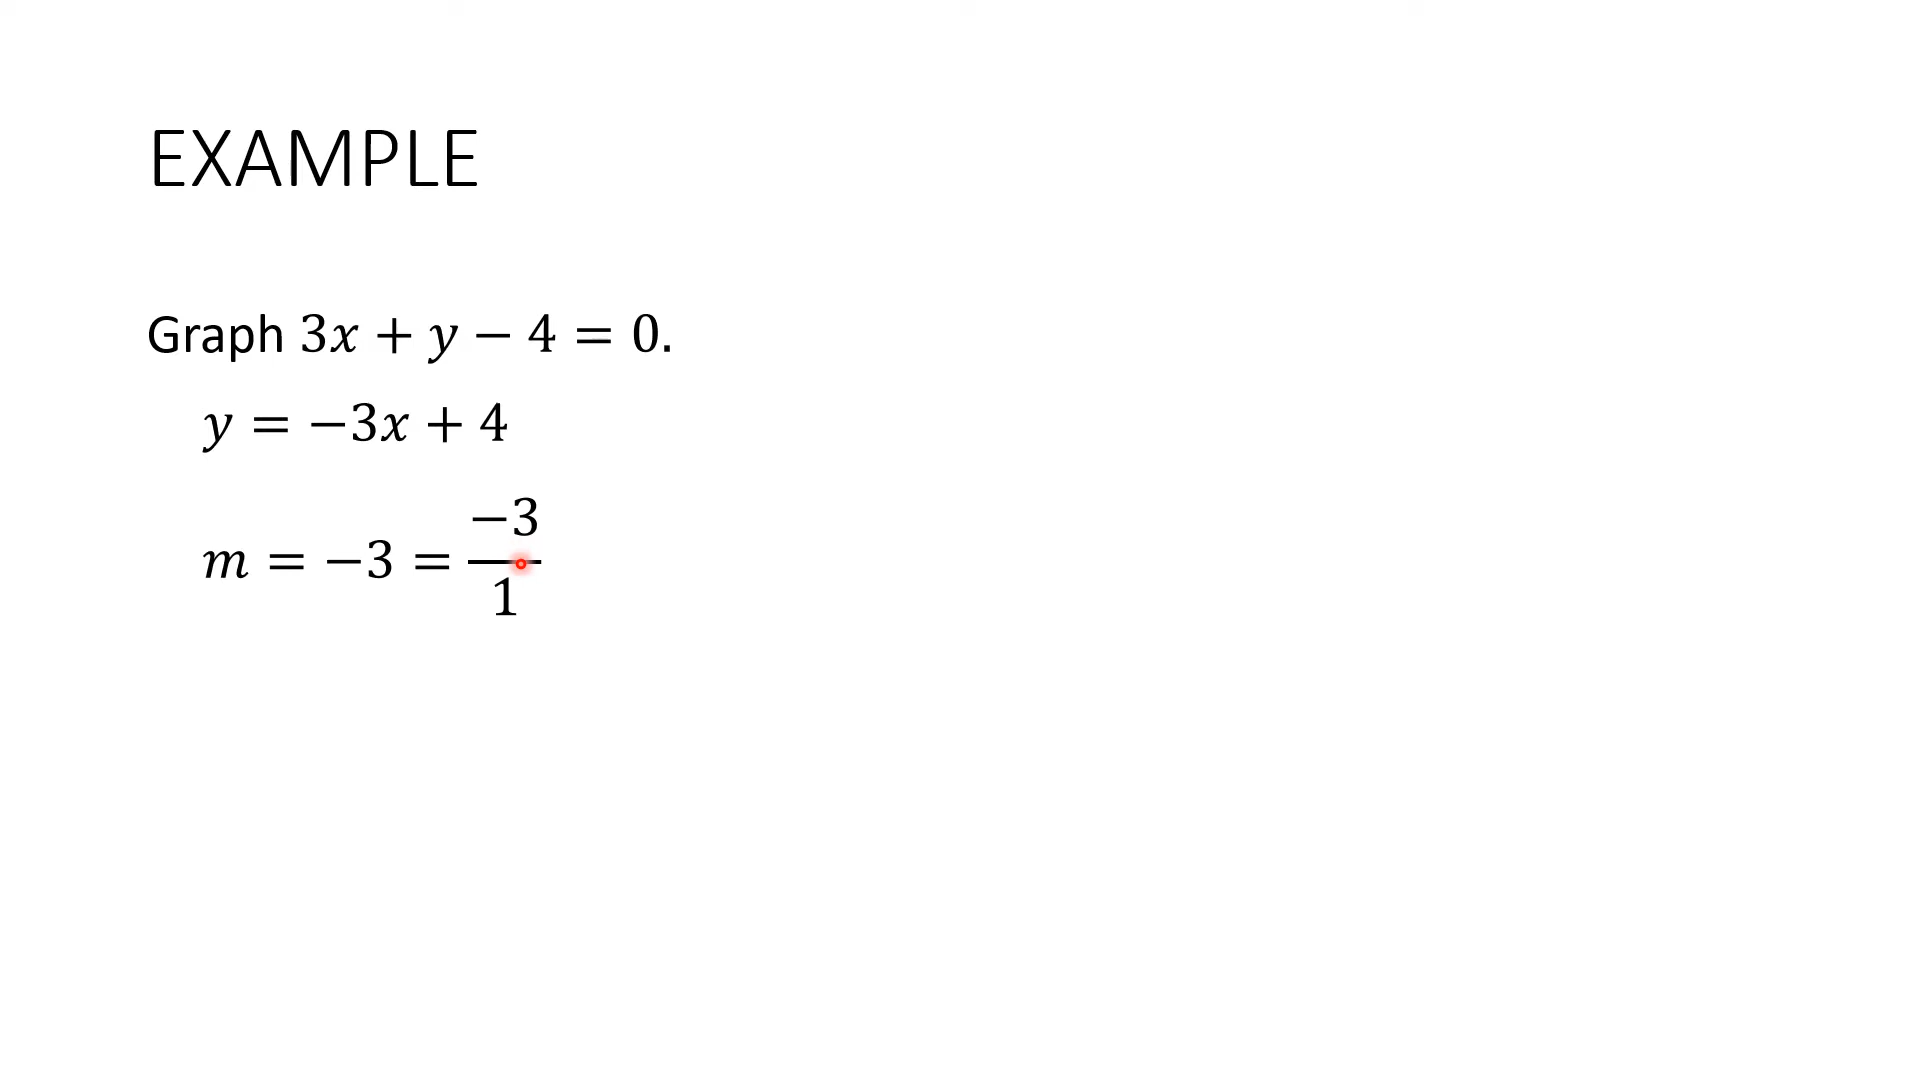 EXAMPLE
Graph 3x + y − 4 = 0.
y = −3x + 4
m = −3 = −3/1